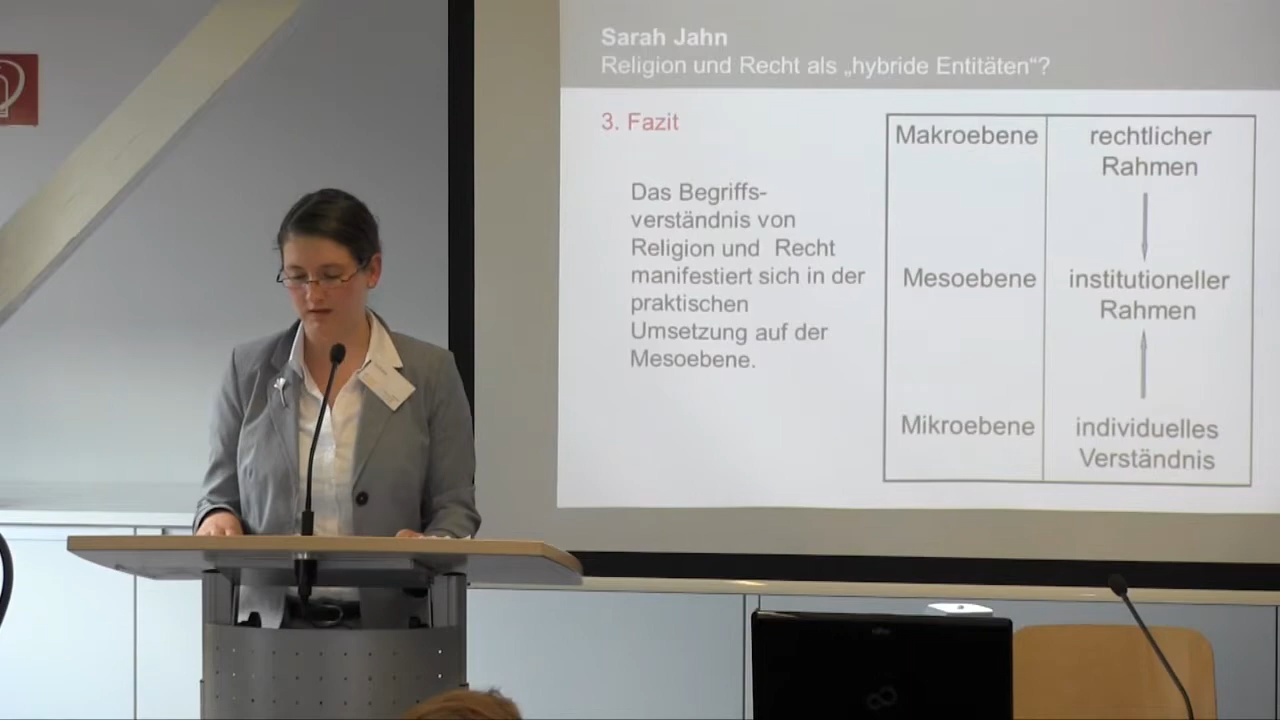 Sarah Jahn
Religion und Recht als „hybride Entitäten“?
3. Fazit
Das Begriffs-
verständnis von
Religion und Recht
manifestiert sich in der
praktischen
Umsetzung auf der
Mesoebene.
Makroebene
rechtlicher
Rahmen
Mesoebene
institutioneller
Rahmen
Mikroebene
individuelles
Verständnis